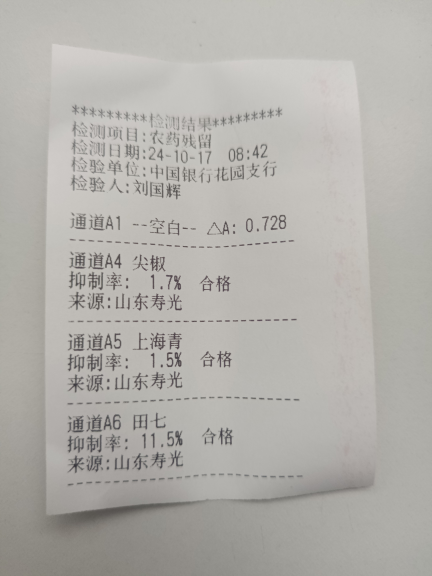 *********检测结果*********
检测项目:农药残留
检测日期:24-10-17 08:42
检验单位:中国银行花园支行
检验人:刘国辉
通道A1 --空白-- △A: 0.728
--------------------------------
通道A4 尖椒
抑制率: 1.7% 合格
来源:山东寿光
--------------------------------
通道A5 上海青
抑制率: 1.5% 合格
来源:山东寿光
--------------------------------
通道A6 田七
抑制率: 11.5% 合格
来源:山东寿光
--------------------------------